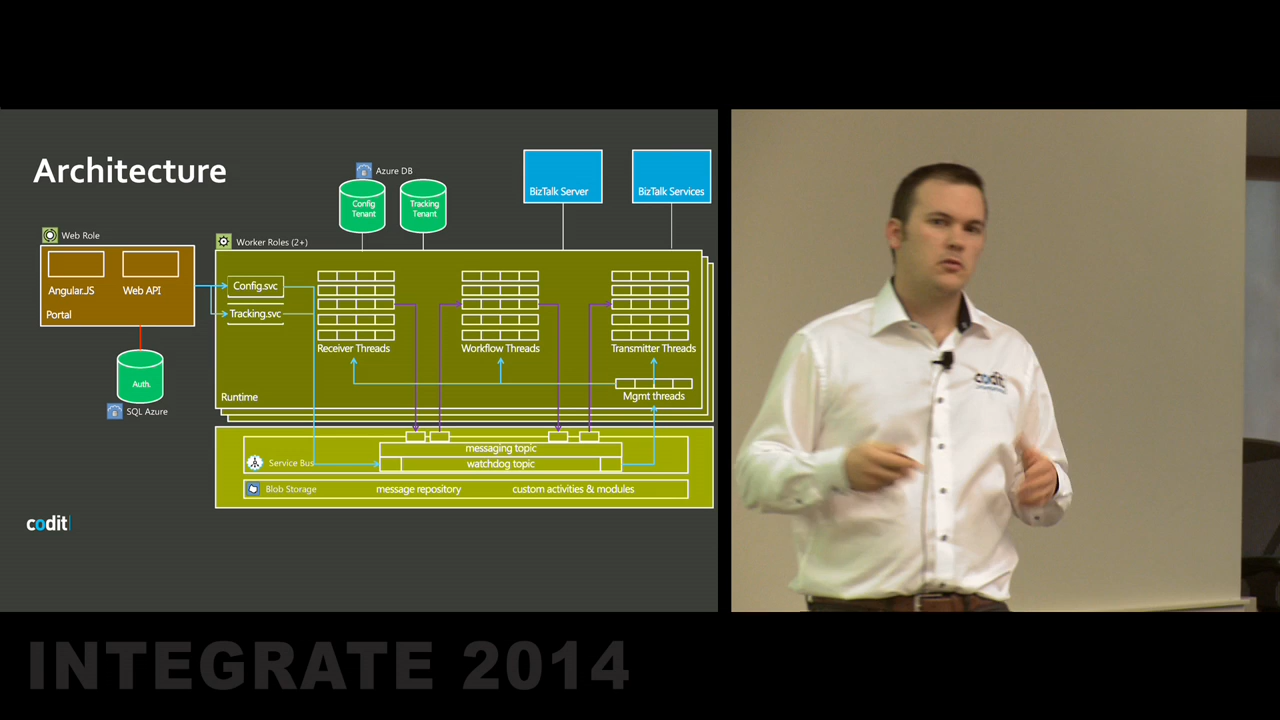 Architecture
Azure DB
Config
Tenant
Tracking
Tenant
BizTalk Server
BizTalk Services
Web Role
Worker Roles (2+)
Angular.JS
Web API
Portal
Config.svc
Tracking.svc
Receiver Threads
Workflow Threads
Transmitter Threads
Auth.
SQL Azure
Runtime
Mgmt threads
messaging topic
Service Bus
watchdog topic
Blob Storage
message repository
custom activities & modules
codit
codit
INTEGRATE 2014